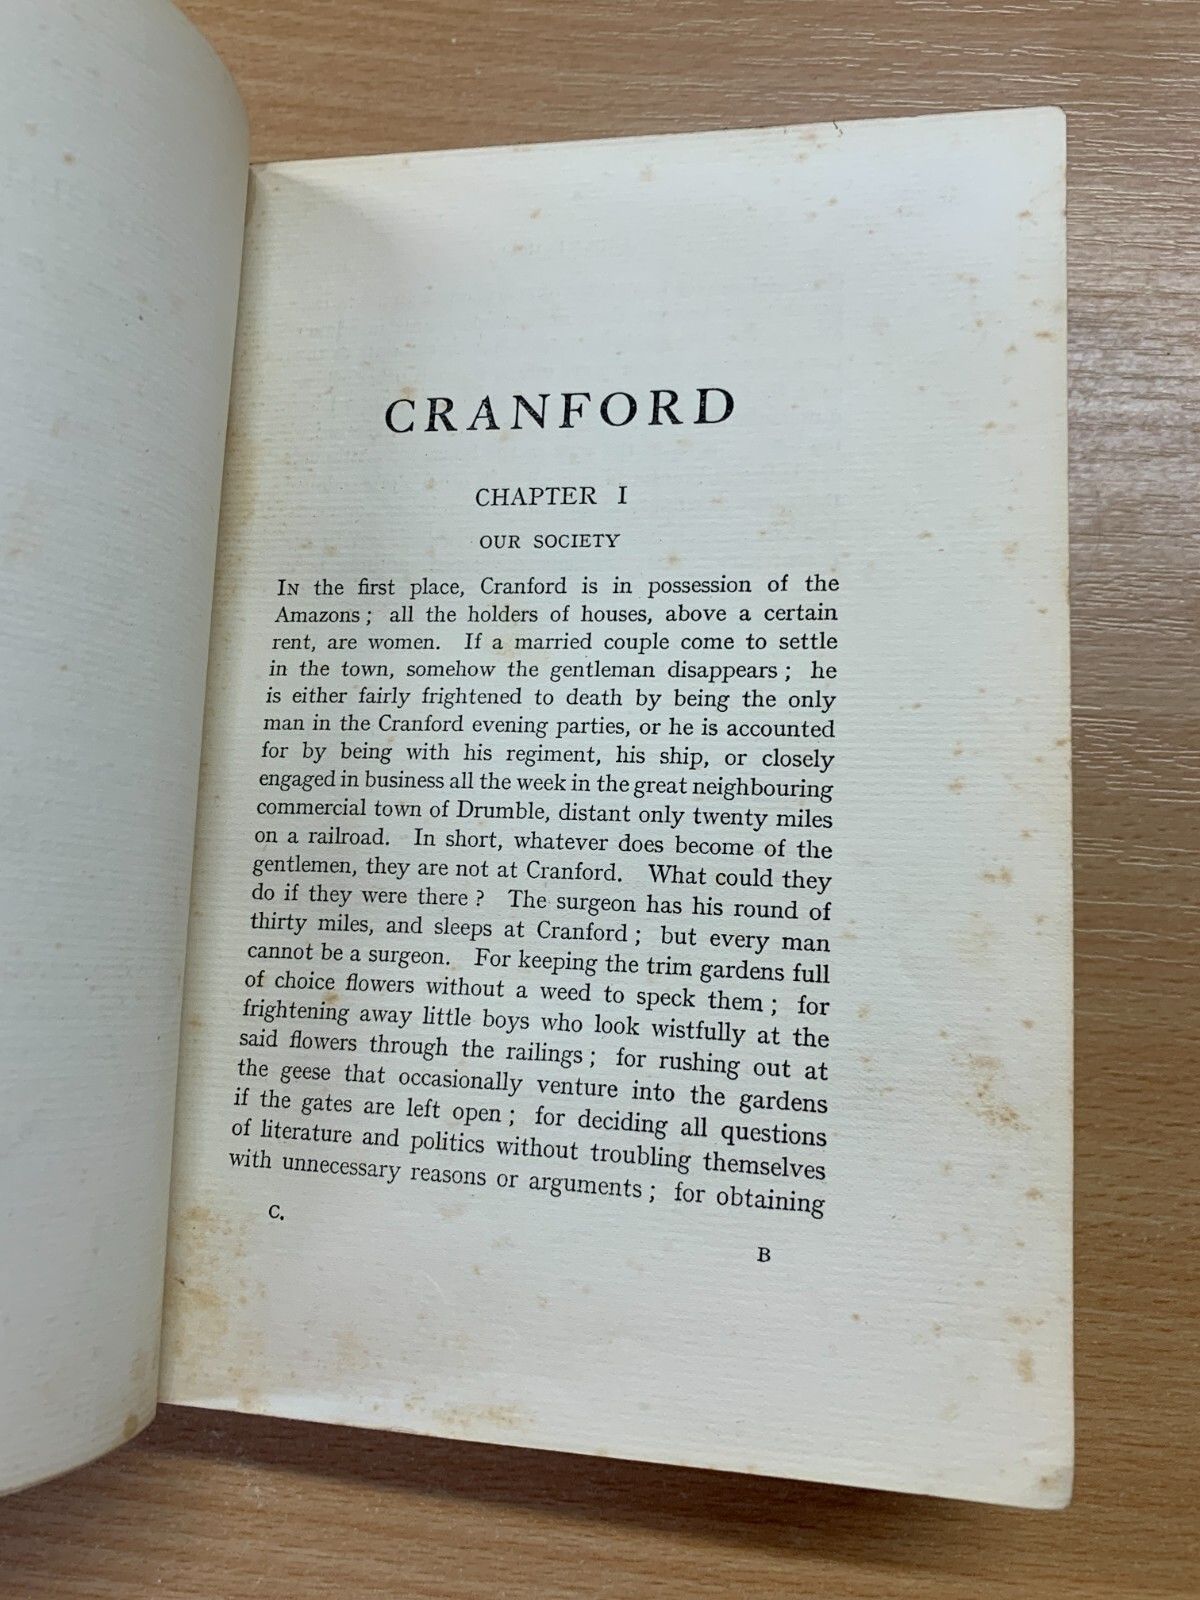 CRANFORD
CHAPTER I
OUR SOCIETY
IN the first place, Cranford is in possession of the
Amazons ; all the holders of houses, above a certain
rent, are women. If a married couple come to settle
in the town, somehow the gentleman disappears ; he
is either fairly frightened to death by being the only
man in the Cranford evening parties, or he is accounted
for by being with his regiment, his ship, or closely
engaged in business all the week in the great neighbouring
commercial town of Drumble, distant only twenty miles
on a railroad. In short, whatever does become of the
gentlemen, they are not at Cranford. What could they
do if they were there ? The surgeon has his round of
thirty miles, and sleeps at Cranford ; but every man
cannot be a surgeon. For keeping the trim gardens full
of choice flowers without a weed to speck them ; for
frightening away little boys who look wistfully at the
said flowers through the railings ; for rushing out at
the geese that occasionally venture into the gardens
if the gates are left open ; for deciding all questions
of literature and politics without troubling themselves
with unnecessary reasons or arguments ; for obtaining
C.
B